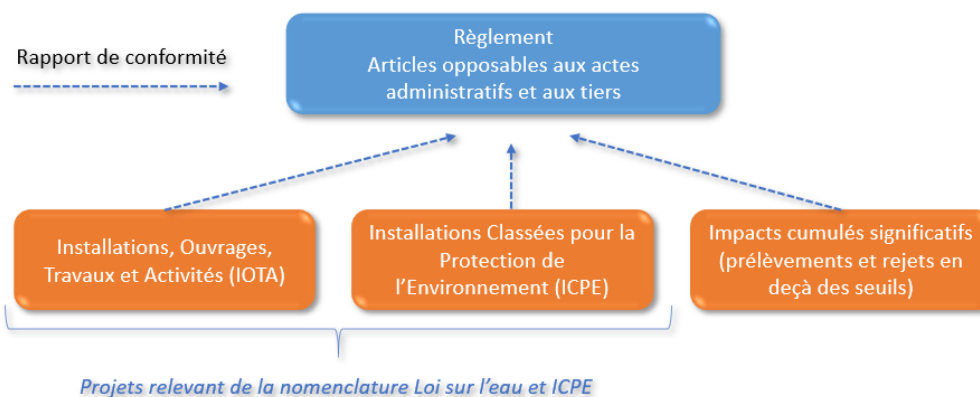 Rapport de conformité
Règlement
Articles opposables aux actes
administratifs et aux tiers
Installations, Ouvrages,
Travaux et Activités (IOTA)
Installations Classées pour la
Protection de
l’Environnement (ICPE)
Impacts cumulés significatifs
(prélèvements et rejets en
deçà des seuils)
Projets relevant de la nomenclature Loi sur l’eau et ICPE